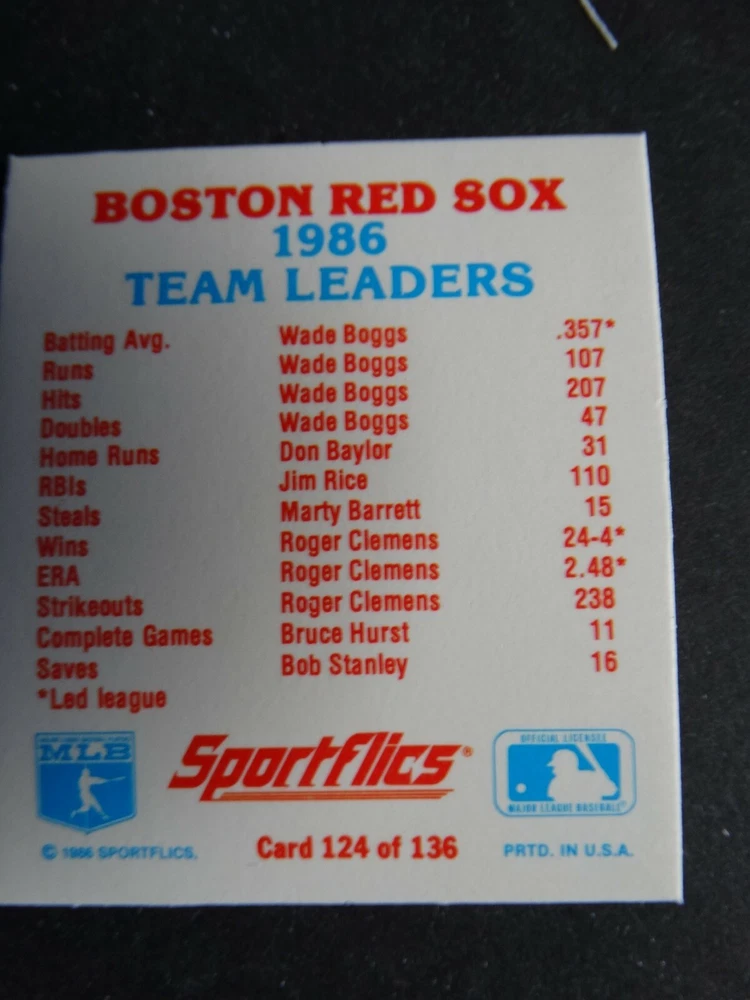 BOSTON RED SOX
1986
TEAM LEADERS
Batting Avg. Wade Boggs .357*
Runs Wade Boggs 107
Hits Wade Boggs 207
Doubles Wade Boggs 47
Home Runs Don Baylor 31
RBIs Jim Rice 110
Steals Marty Barrett 15
Wins Roger Clemens 24-4*
ERA Roger Clemens 2.48*
Strikeouts Roger Clemens 238
Complete Games Bruce Hurst 11
Saves Bob Stanley 16
*Led league
MLB
Sportflics®
OFFICIAL LICENSEE
MAJOR LEAGUE BASEBALL
© 1986 SPORTFLICS.
Card 124 of 136
PRTD. IN U.S.A.